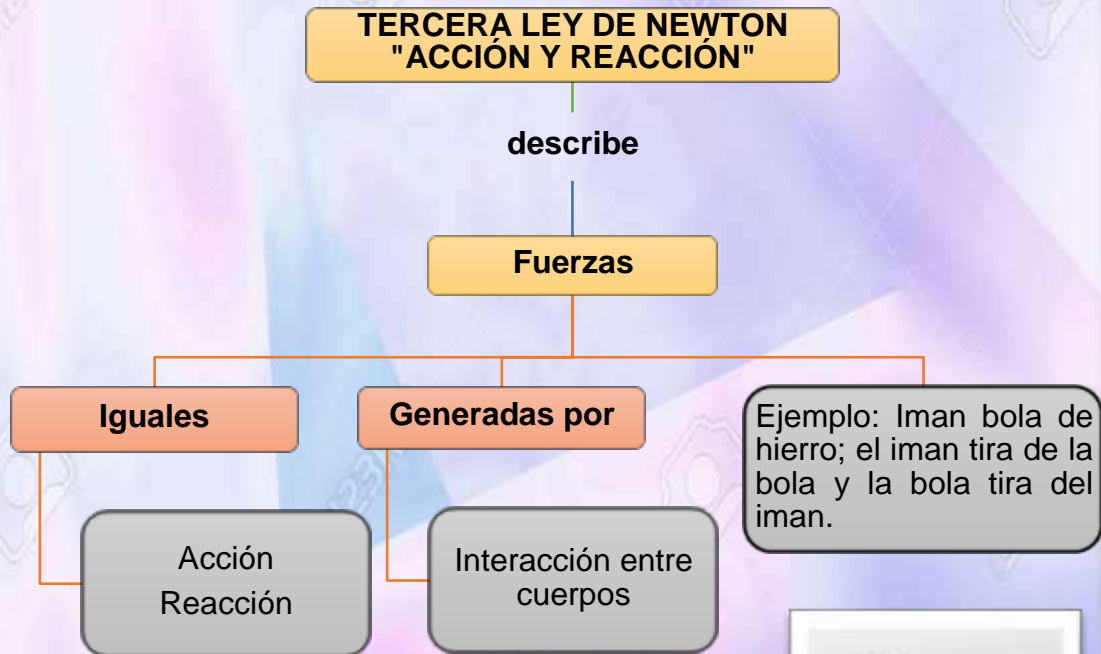 TERCERA LEY DE NEWTON
"ACCIÓN Y REACCIÓN"
describe
Fuerzas
Iguales
Acción
Reacción
Generadas por
Interacción entre
cuerpos
Ejemplo: Iman bola de
hierro; el iman tira de la
bola y la bola tira del
iman.